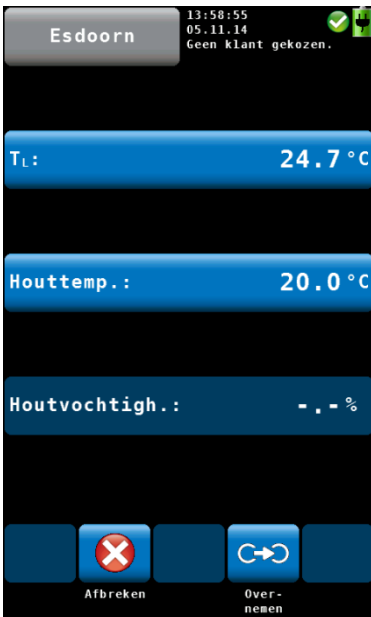 Esdoorn
13:58:55
05.11.14
Geen klant gekozen.
TL: 24.7 °C
Houttemp.: 20.0 °C
Houtvochtigh.: -.- %
Afbreken
Over-
nemen